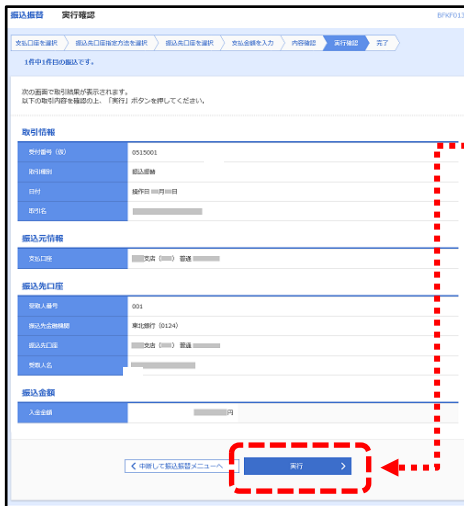 振込振替 実行確認 BFKF013
支払口座を選択 振込先口座指定方法を選択 振込先口座を選択 支払金額を入力 内容確認 実行確認 完了
1件中1件目の振込です。
次の画面で取引結果が表示されます。
以下の取引内容を確認の上、「実行」ボタンを押してください。
取引情報
受付番号（仮） 0515001
取引種別 振込振替
日付 操作日 月 日
取引名
振込元情報
支払口座 支店（ ） 普通
振込先口座
受取人番号 001
振込先金融機関 東北銀行（0124）
振込先口座 支店（ ） 普通
受取人名
振込金額
入金金額 円
中断して振込振替メニューへ 実行